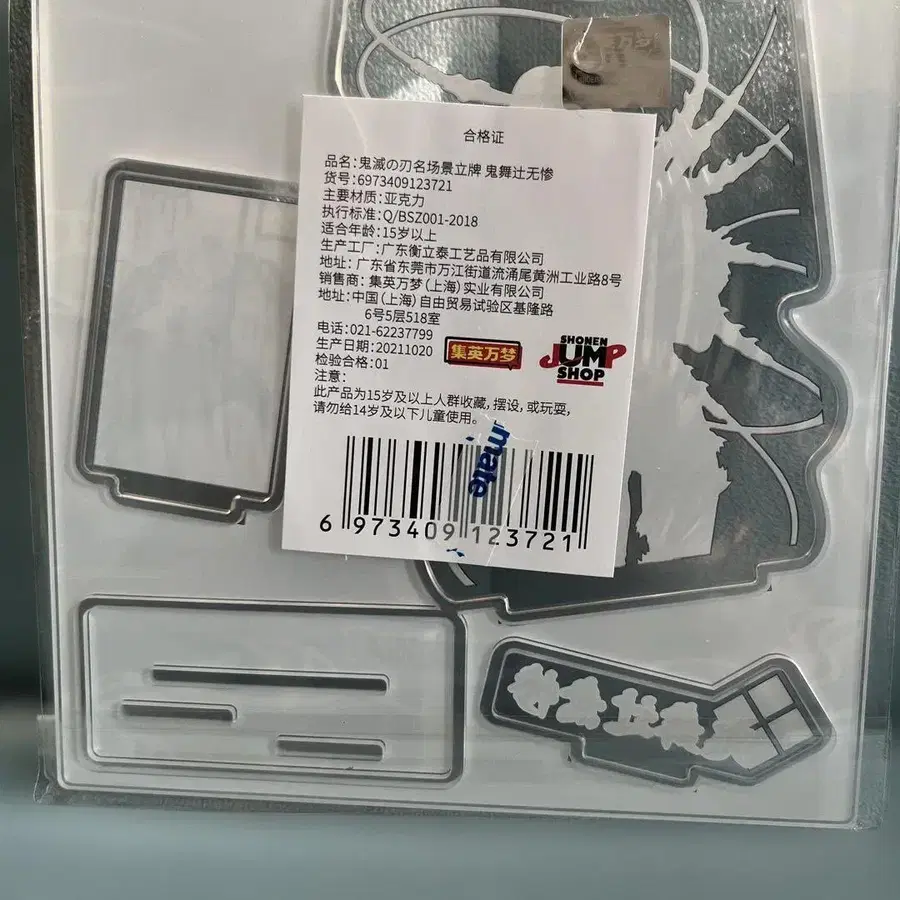 合格证
品名:鬼滅の刃名场景立牌 鬼舞辻无惨
货号:6973409123721
主要材质:亚克力
执行标准:Q/BSZ001-2018
适合年龄:15岁以上
生产工厂:广东衡立泰工艺品有限公司
地址:广东省东莞市万江街道流涌尾黄洲工业路8号
销售商:集英万梦(上海)实业有限公司
地址:中国(上海)自由贸易试验区基隆路
6号5层518室
电话:021-62237799
生产日期:20211020
检验合格:01
集英万梦
SHONEN
JUMP
SHOP
注意:
此产品为15岁及以上人群收藏,摆设,或玩耍,
请勿给14岁及以下儿童使用。
mate
6 973409 123721